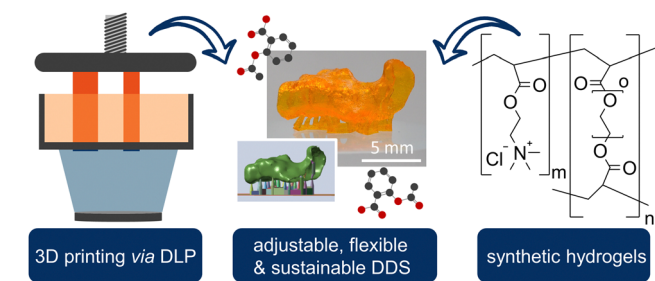 5 mm
O
O
O
O
Cl⁻
N⁺
m
O
O
o
O
O
n
3D printing via DLP
adjustable, flexible
& sustainable DDS
synthetic hydrogels